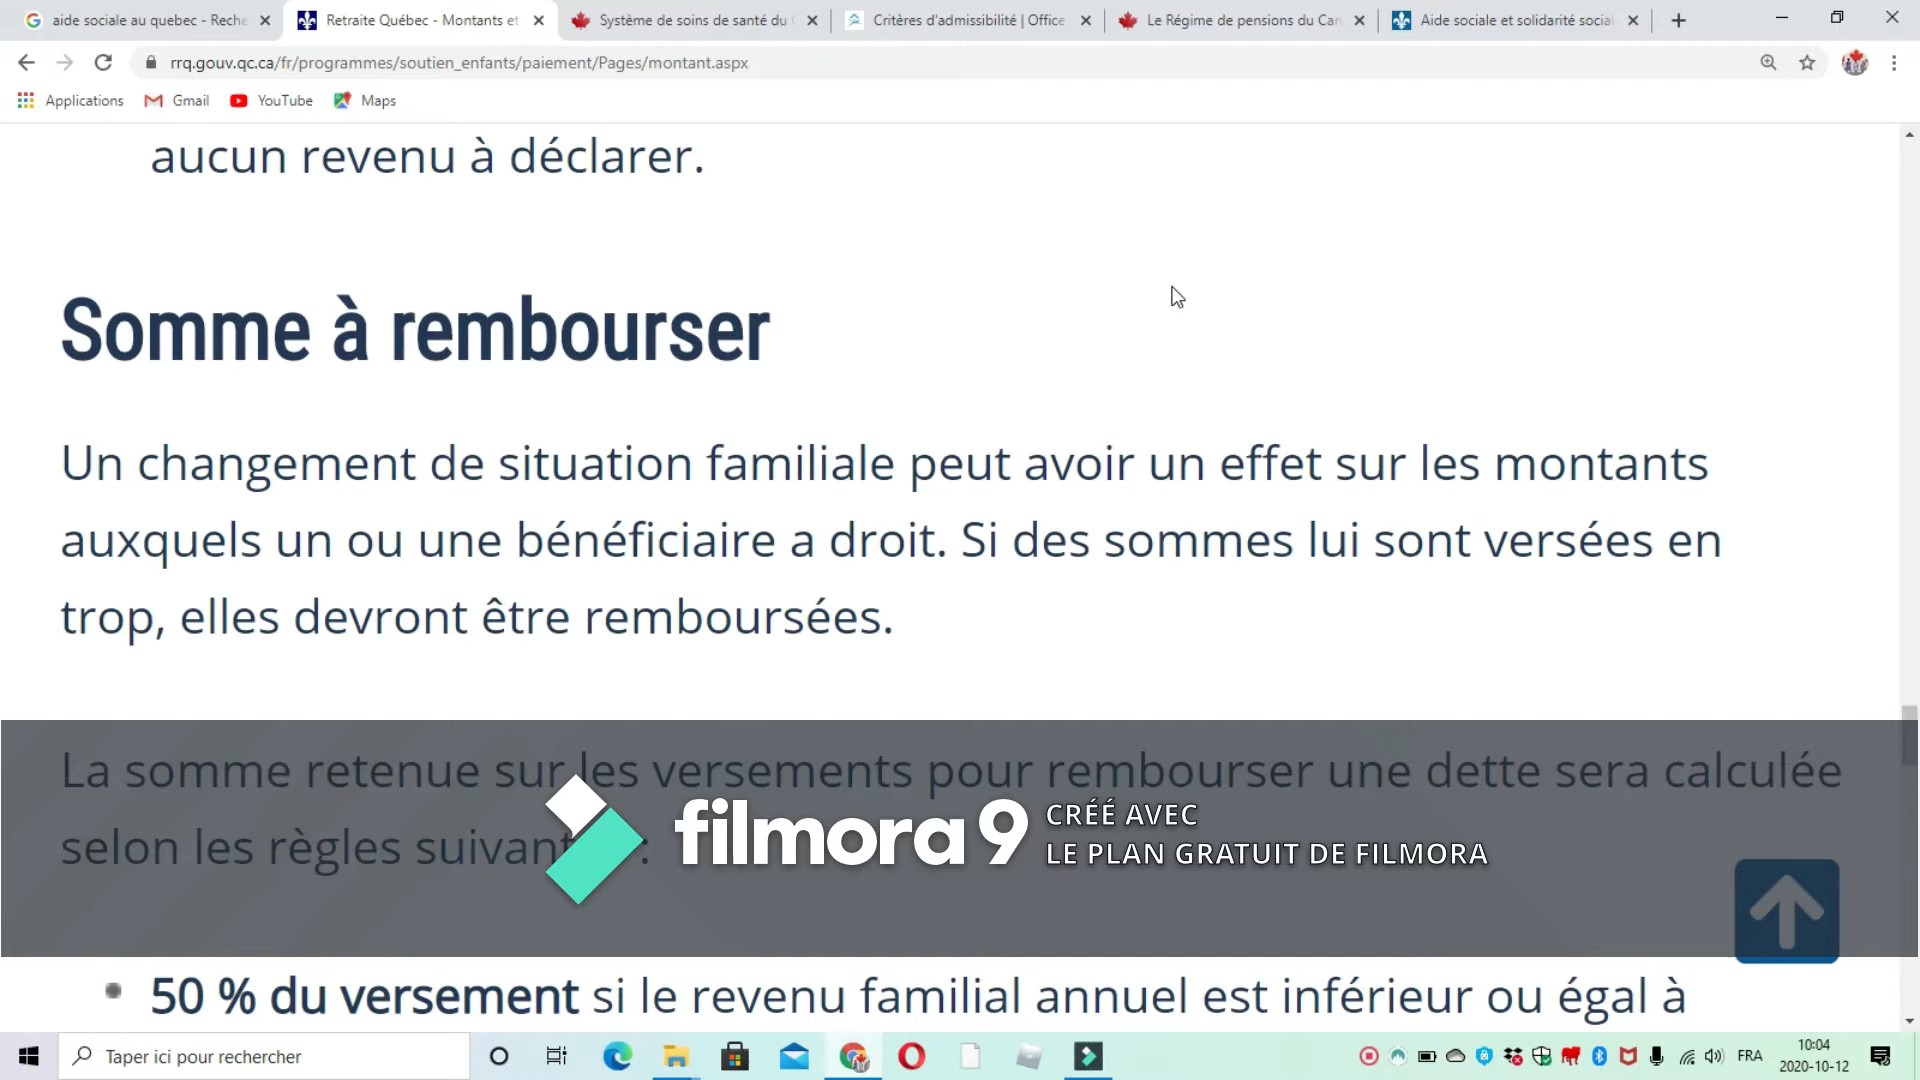 aide sociale au quebec - Reche
Retraite Québec - Montants et
Système de soins de santé du
Critères d'admissibilité | Office
Le Régime de pensions du Can
Aide sociale et solidarité social
rrq.gouv.qc.ca/fr/programmes/soutien_enfants/paiement/Pages/montant.aspx
Applications
Gmail
YouTube
Maps
aucun revenu à déclarer.
Somme à rembourser
Un changement de situation familiale peut avoir un effet sur les montants
auxquels un ou une bénéficiaire a droit. Si des sommes lui sont versées en
trop, elles devront être remboursées.
La somme retenue sur les versements pour rembourser une dette sera calculée
selon les règles suivant :
filmora 9
CRÉÉ AVEC
LE PLAN GRATUIT DE FILMORA
50 % du versement si le revenu familial annuel est inférieur ou égal à
Taper ici pour rechercher
FRA
10:04
2020-10-12